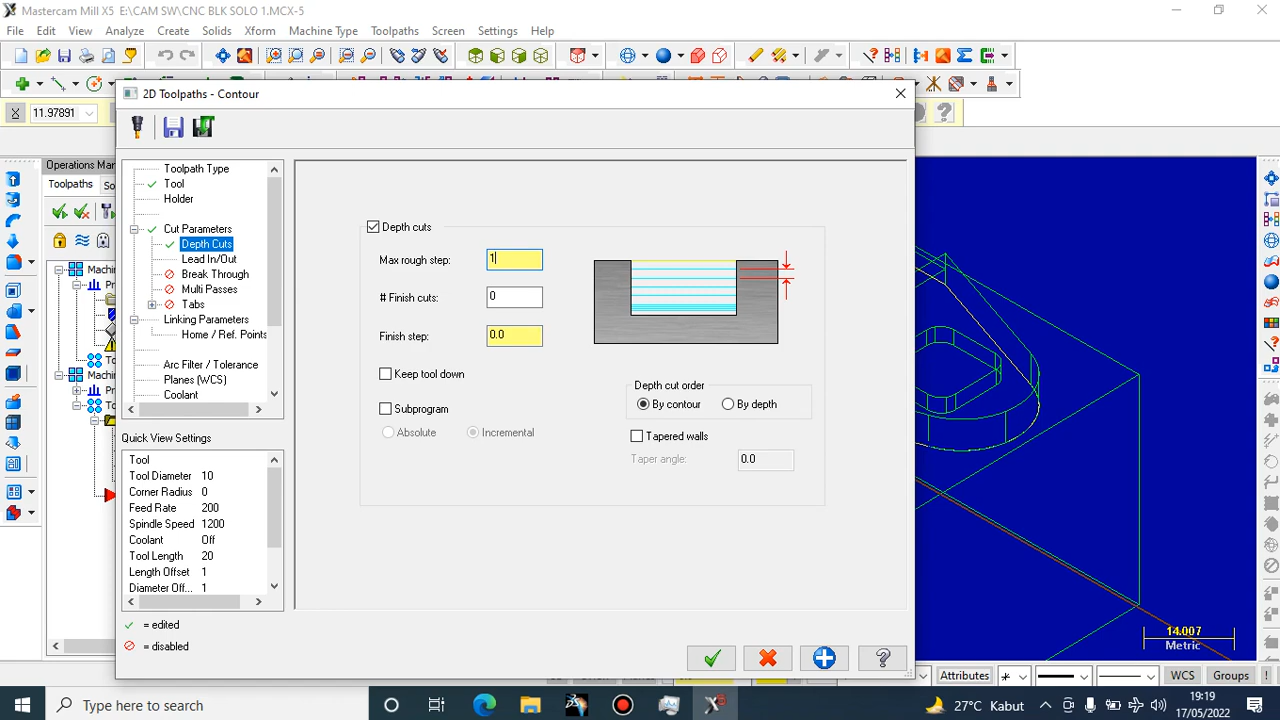 Mastercam Mill X5 E:\CAM SW\CNC BLK SOLO 1.MCX-5
File Edit View Analyze Create Solids Xform Machine Type Toolpaths Screen Settings Help
2D Toolpaths - Contour
11.97891
Operations Ma
Toolpaths So
Machin
Pr
To
Machin
Pr
To
Toolpath Type
Tool
Holder
Cut Parameters
Depth Cuts
Lead In/Out
Break Through
Multi Passes
Tabs
Linking Parameters
Home / Ref. Points
Arc Filter / Tolerance
Planes (WCS)
Coolant
Quick View Settings
Tool
Tool Diameter 10
Corner Radius 0
Feed Rate 200
Spindle Speed 1200
Coolant Off
Tool Length 20
Length Offset 1
Diameter Off... 1
= edited
= disabled
Depth cuts
Max rough step: 1
# Finish cuts: 0
Finish step: 0.0
Keep tool down
Subprogram
Absolute Incremental
Depth cut order
By contour By depth
Tapered walls
Taper angle: 0.0
14.007
Metric
Attributes WCS Groups ! ?
Type here to search
27°C Kabut
19:19
17/05/2022